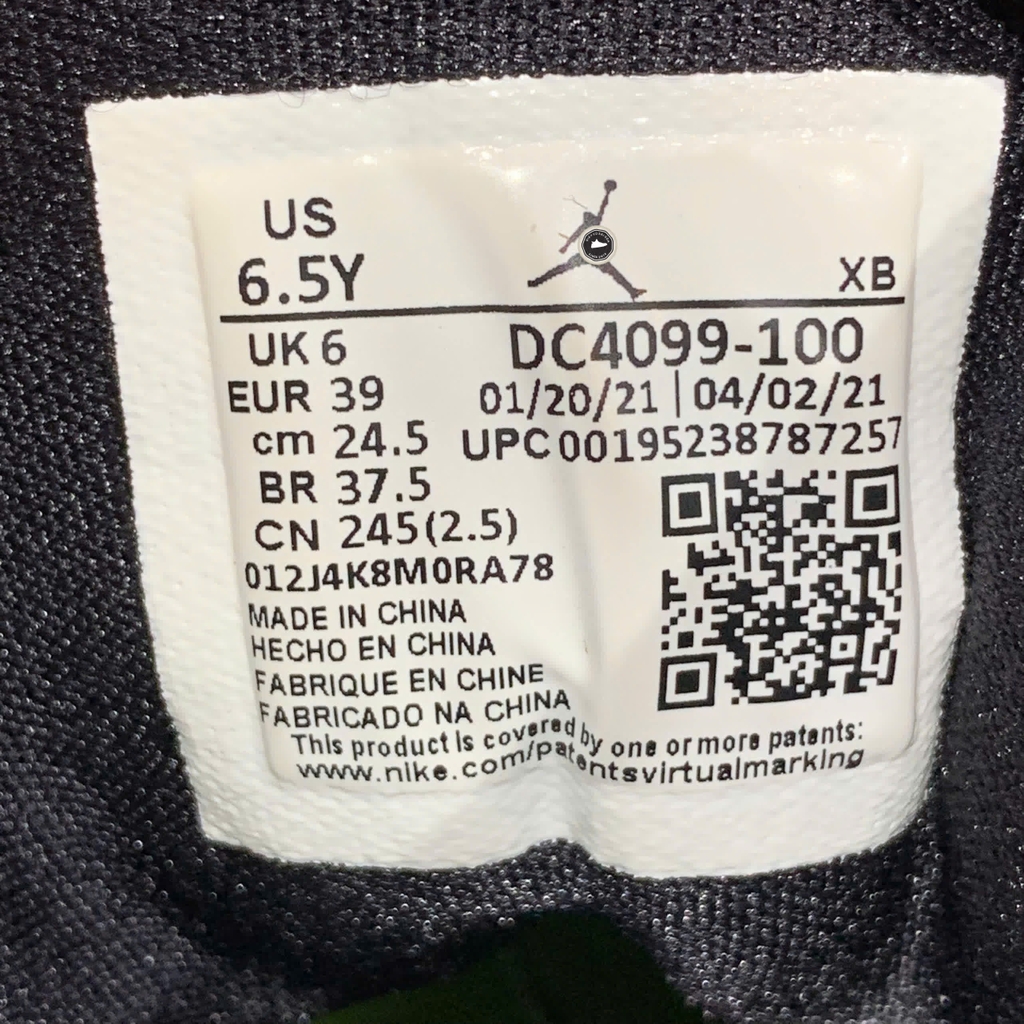 US
6.5Y
XB
UK 6
DC4099-100
EUR 39
01/20/21 | 04/02/21
cm 24.5
UPC00195238787257
BR 37.5
CN 245(2.5)
012J4K8M0RA78
MADE IN CHINA
HECHO EN CHINA
FABRIQUE EN CHINE
FABRICADO NA CHINA
This product is covered by one or more patents:
www.nike.com/patentsvirtualmarking